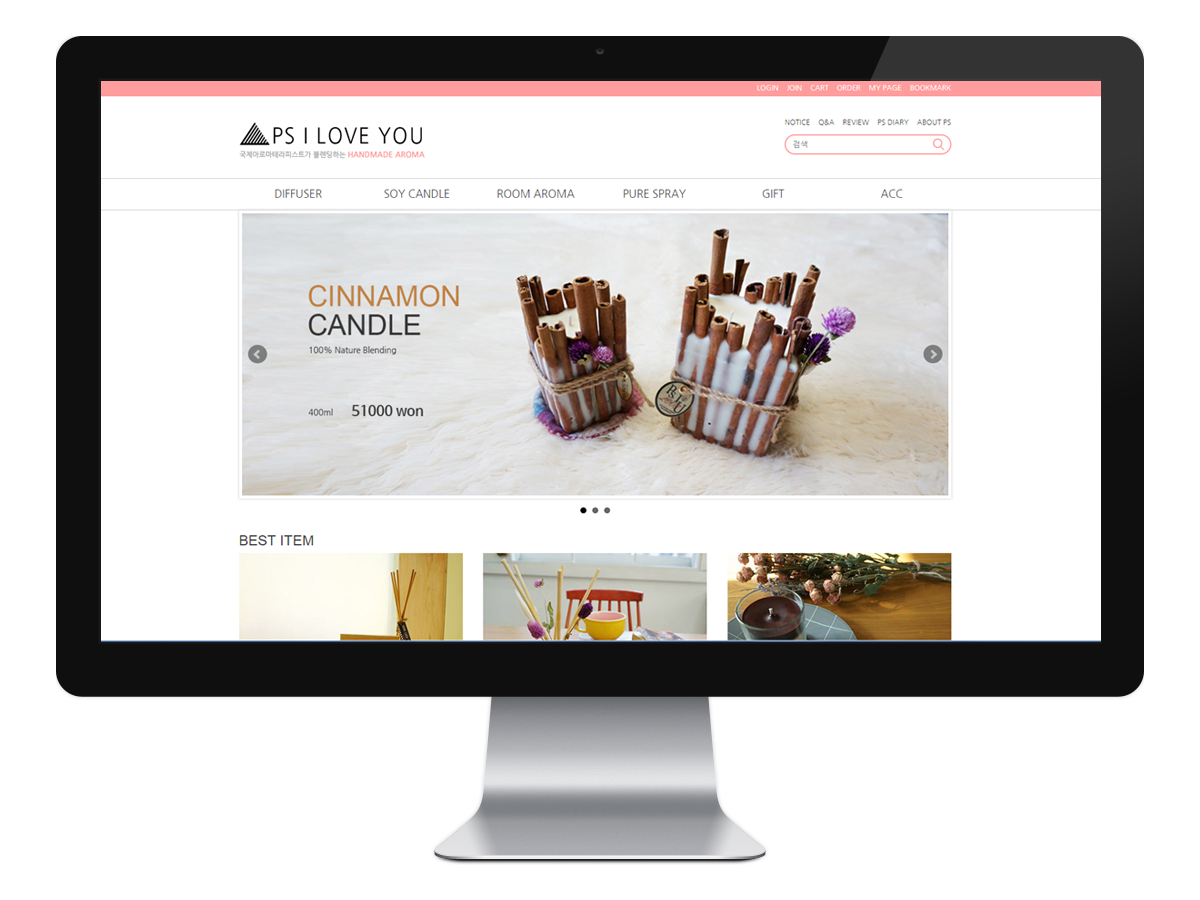 LOGIN JOIN CART ORDER MY PAGE BOOKMARK
PS I LOVE YOU
국제아로마테라피스트가 블렌딩하는 HANDMADE AROMA
NOTICE Q&A REVIEW PS DIARY ABOUT PS
검색
DIFFUSER SOY CANDLE ROOM AROMA PURE SPRAY GIFT ACC
CINNAMON
CANDLE
100% Nature Blending
400ml 51000 won
BEST ITEM